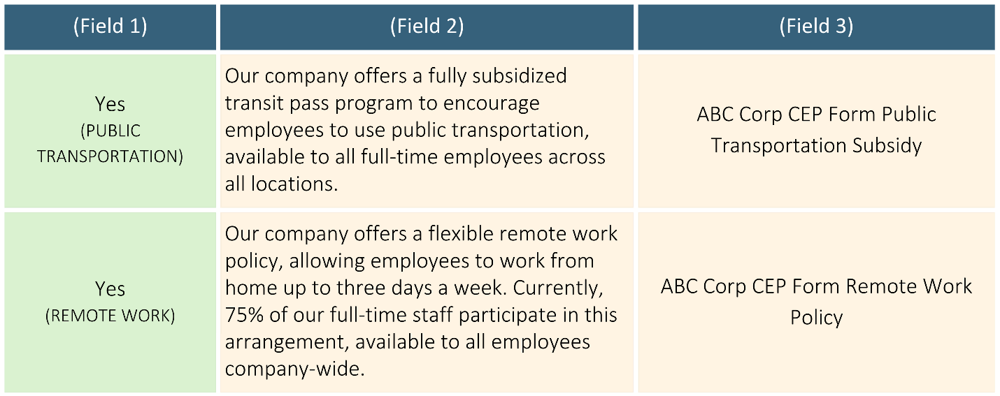 (Field 1)
(Field 2)
(Field 3)
Yes
(PUBLIC
TRANSPORTATION)
Our company offers a fully subsidized
transit pass program to encourage
employees to use public transportation,
available to all full-time employees across
all locations.
ABC Corp CEP Form Public
Transportation Subsidy
Yes
(REMOTE WORK)
Our company offers a flexible remote work
policy, allowing employees to work from
home up to three days a week. Currently,
75% of our full-time staff participate in this
arrangement, available to all employees
company-wide.
ABC Corp CEP Form Remote Work
Policy